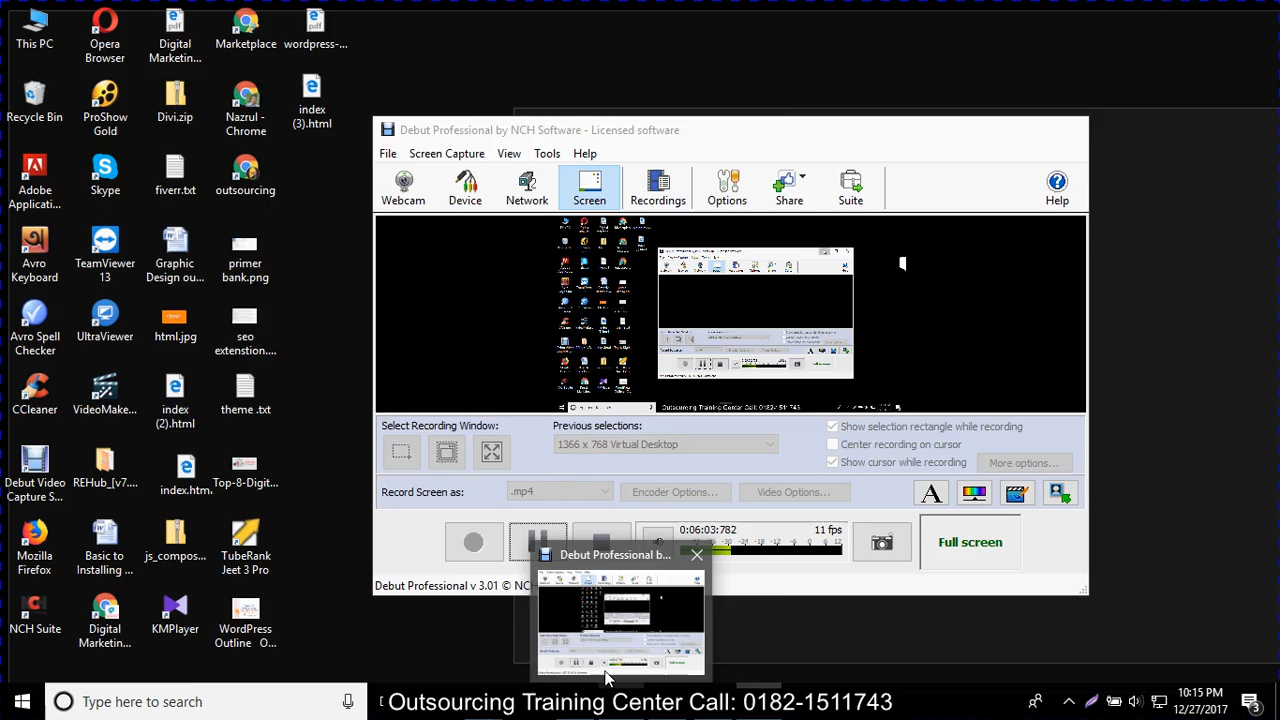 This PC
Opera
Browser
Digital
Marketin...
Marketplace
wordpress-...
Recycle Bin
ProShow
Gold
Divi.zip
Nazrul -
Chrome
index
(3).html
Adobe
Applicati...
Skype
fiverr.txt
outsourcing
Avro
Keyboard
TeamViewer
13
Graphic
Design ou...
primer
bank.png
Avro Spell
Checker
UltraViewer
html.jpg
seo
extenstion....
CCleaner
VideoMake...
index
(2).html
theme .txt
Debut Video
Capture S...
REHub_[v7....
index.htm
Top-8-Digit...
Mozilla
Firefox
Basic to
Installing ...
js_compos...
TubeRank
Jeet 3 Pro
NCH Suite
Digital
Marketin...
KMPlayer
WordPress
Outline O...
Debut Professional by NCH Software - Licensed software
File Screen Capture View Tools Help
Webcam Device Network Screen Recordings Options Share Suite Help
Select Recording Window:
Previous selections:
1366 x 768 Virtual Desktop
Show selection rectangle while recording
Center recording on cursor
Show cursor while recording
More options...
Record Screen as:
.mp4
Encoder Options...
Video Options...
0:06:03:782
11 fps
Full screen
Debut Professional v 3.01 © NC
Debut Professional b...
Type here to search
Outsourcing Training Center Call: 0182-1511743
10:15 PM
12/27/2017
3